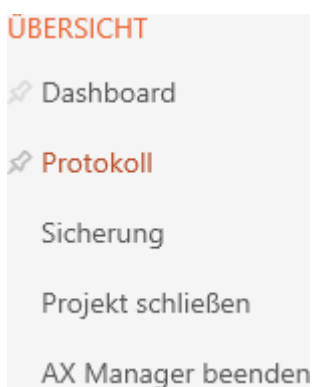 ÜBERSICHT
Dashboard
Protokoll
Sicherung
Projekt schließen
AX Manager beenden